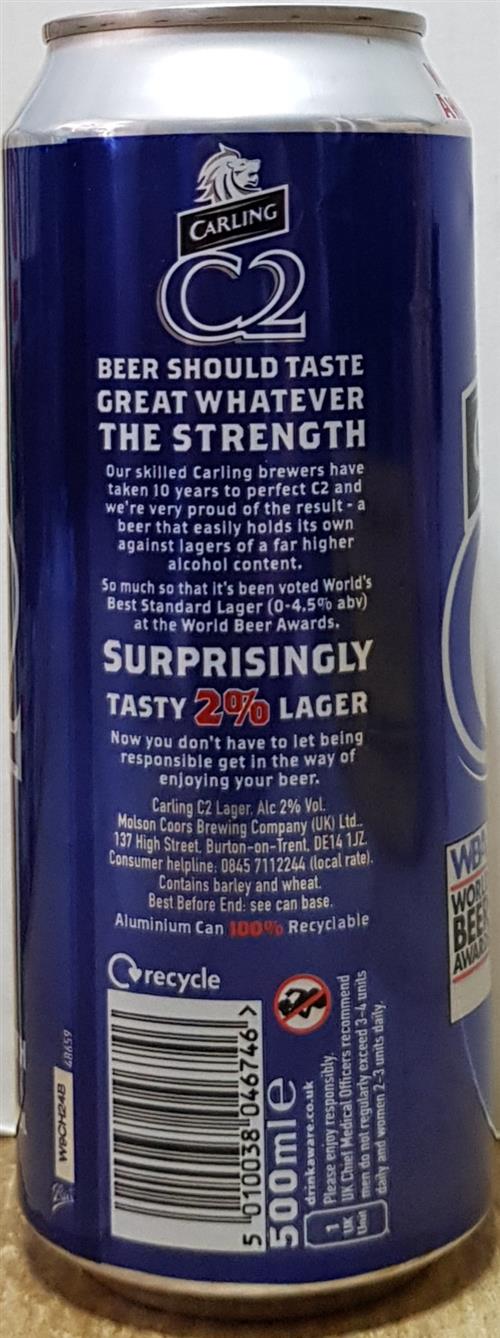 CARLING
C2
BEER SHOULD TASTE
GREAT WHATEVER
THE STRENGTH
Our skilled Carling brewers have
taken 10 years to perfect C2 and
we're very proud of the result - a
beer that easily holds its own
against lagers of a far higher
alcohol content.
So much so that it's been voted World's
Best Standard Lager (0-4.5% abv)
at the World Beer Awards.
SURPRISINGLY
TASTY 2% LAGER
Now you don't have to let being
responsible get in the way of
enjoying your beer.
Carling C2 Lager. Alc 2% Vol.
Molson Coors Brewing Company (UK) Ltd.
137 High Street, Burton-on-Trent, DE14 1JZ.
Consumer helpline: 0845 7112244 (local rate).
Contains barley and wheat.
Best Before End: see can base.
Aluminium Can 100% Recyclable
recycle
5 010038 046746 >
500mle
drinkaware.co.uk
Please enjoy responsibly.
UK Chief Medical Officers recommend
men do not regularly exceed 3-4 units
daily and women 2-3 units daily.
1
UK
Unit
WBCH24B
48659
WORL
BEER
AWARD